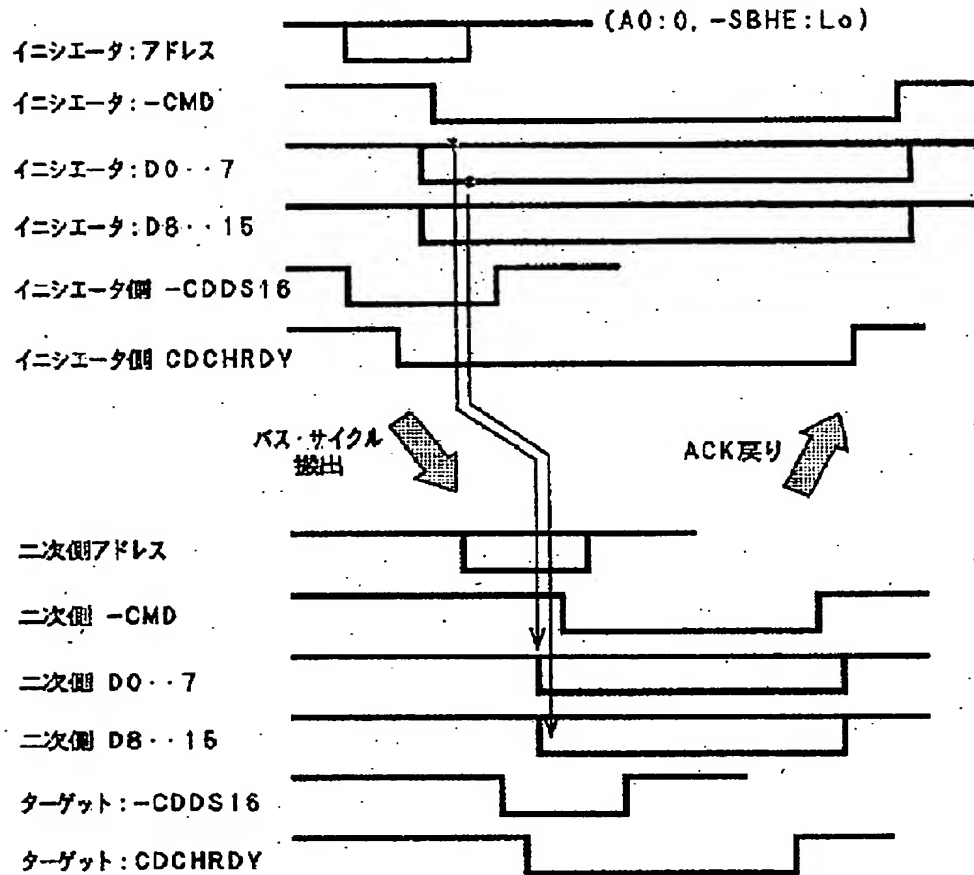 (A0:0, -SBHE:Lo)
イニシエータ:アドレス
イニシエータ:-CMD
イニシエータ:D0··7
イニシエータ:D8··15
イニシエータ側 -CDDS16
イニシエータ側 CDCHRDY
バス・サイクル
搬出
ACK戻り
二次側アドレス
二次側 -CMD
二次側 D0··7
二次側 D8··15
ターゲット:-CDDS16
ターゲット:CDCHRDY